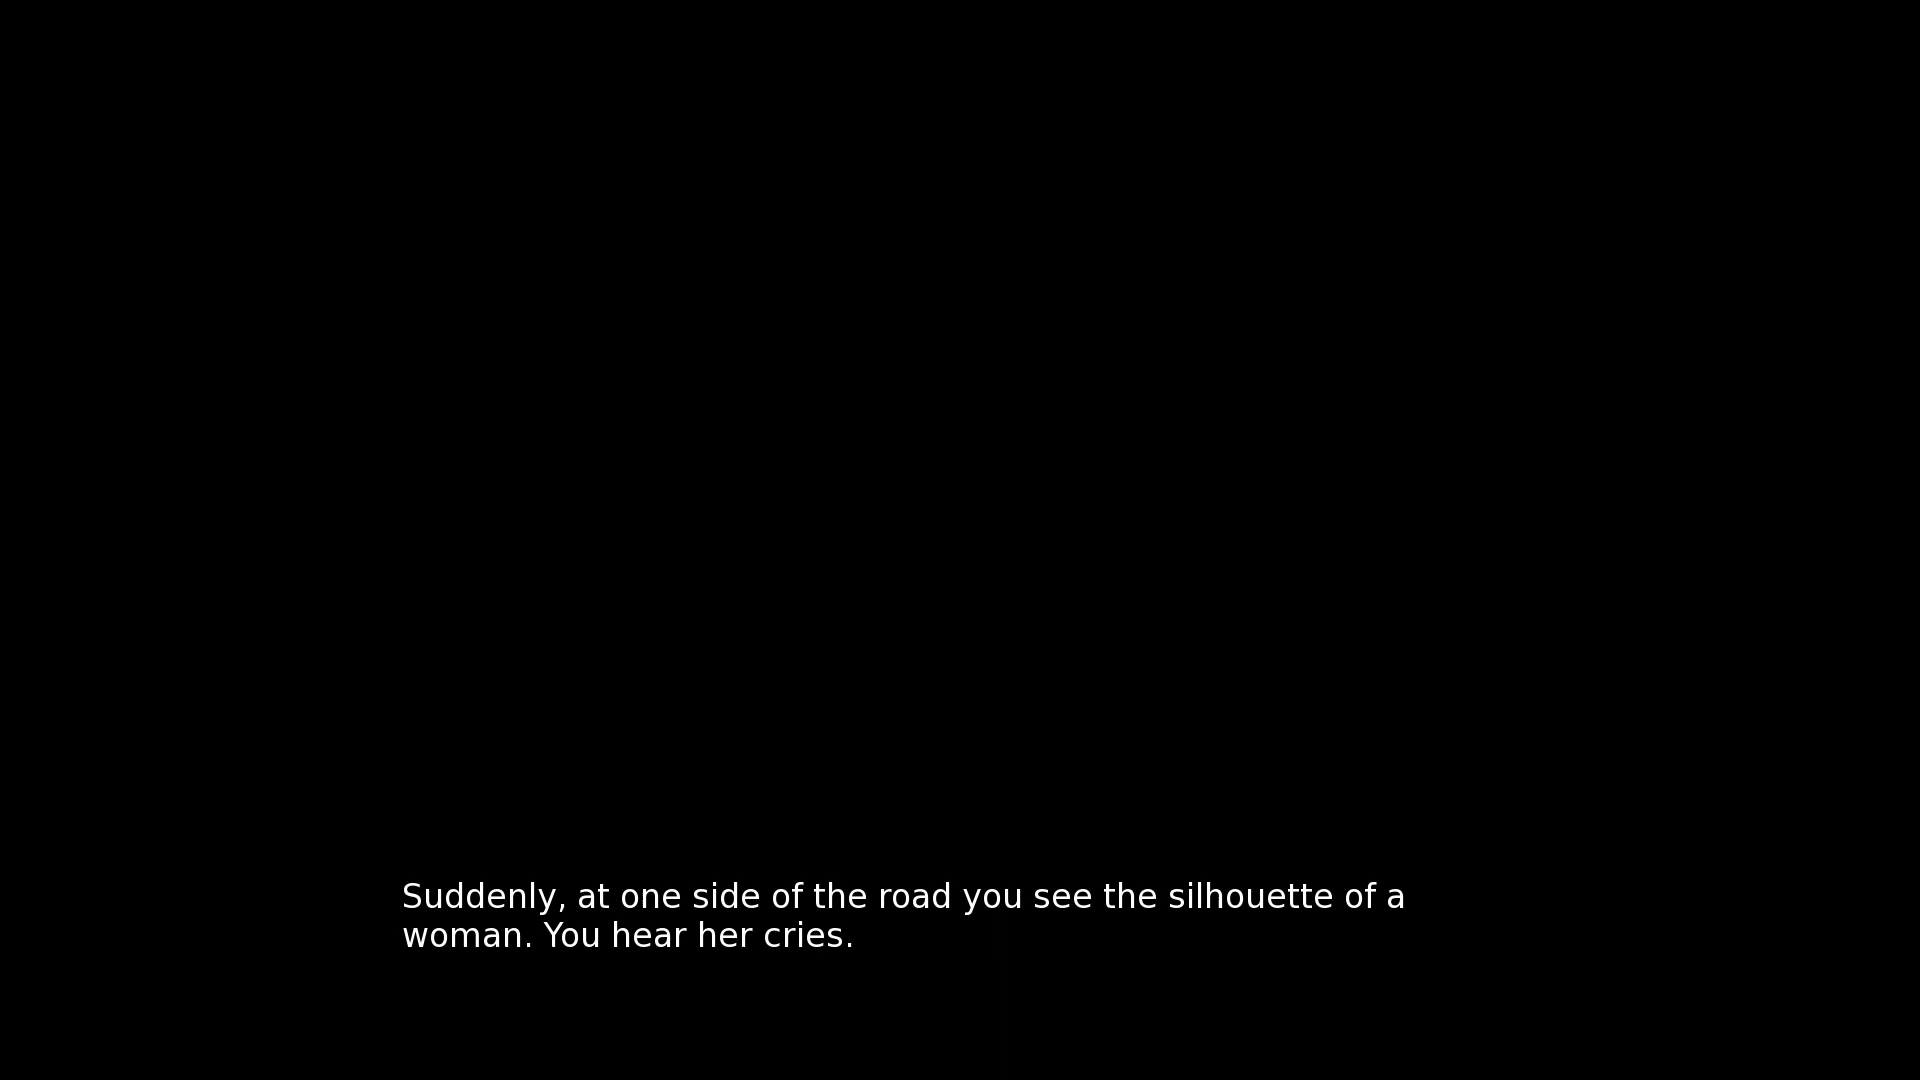 Suddenly, at one side of the road you see the silhouette of a
woman. You hear her cries.